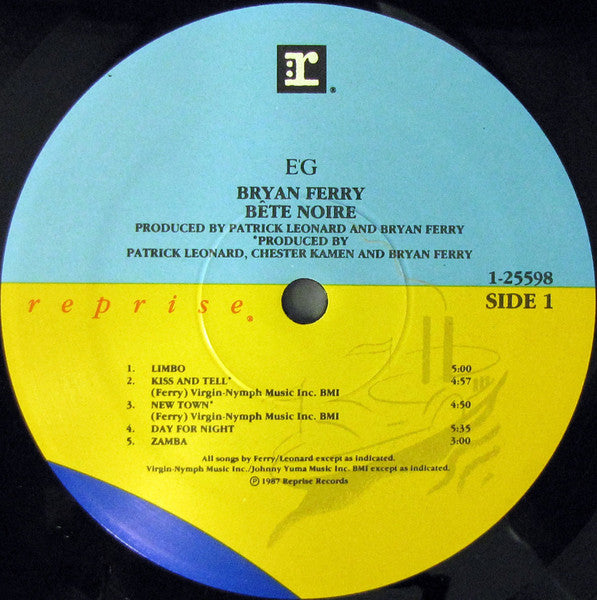 r®
E'G
BRYAN FERRY
BÊTE NOIRE
PRODUCED BY PATRICK LEONARD AND BRYAN FERRY
*PRODUCED BY
PATRICK LEONARD, CHESTER KAMEN AND BRYAN FERRY
1-25598
reprise® SIDE 1
1. LIMBO 5:00
2. KISS AND TELL* 4:57
(Ferry) Virgin-Nymph Music Inc. BMI
3. NEW TOWN* 4:50
(Ferry) Virgin-Nymph Music Inc. BMI
4. DAY FOR NIGHT 5:35
5. ZAMBA 3:00
All songs by Ferry/Leonard except as indicated.
Virgin-Nymph Music Inc./Johnny Yuma Music Inc. BMI except as indicated.
℗ 1987 Reprise Records